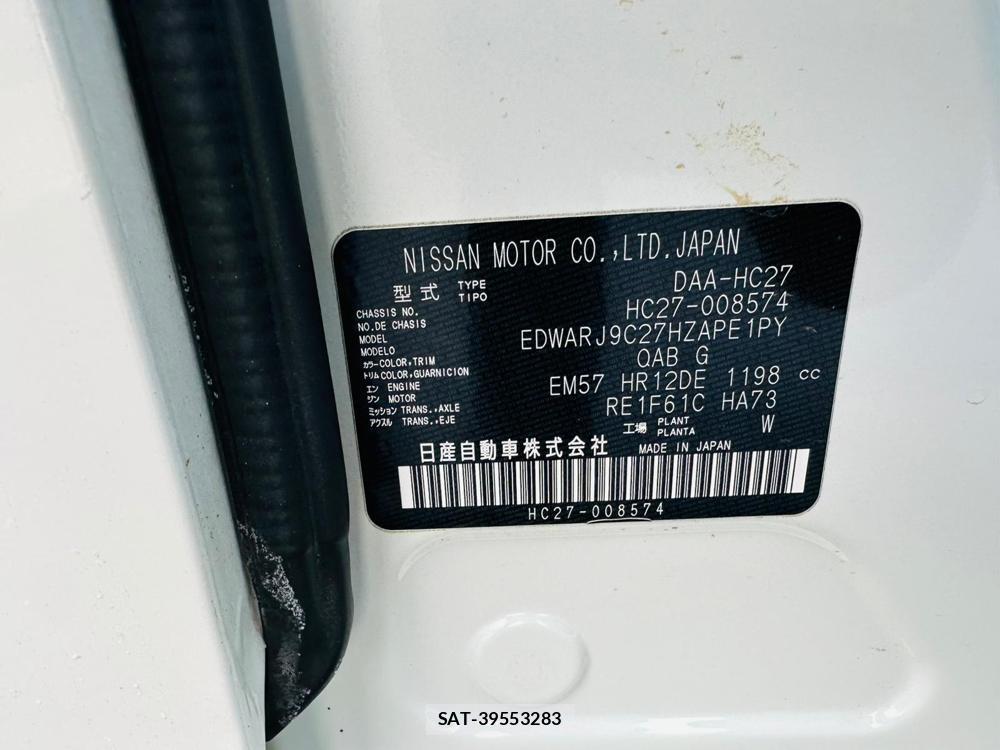 NISSAN MOTOR CO.,LTD.JAPAN
型式 TYPE TIPO DAA-HC27
CHASSIS NO. NO.DE CHASIS HC27-008574
MODEL MODELO EDWARJ9C27HZAPE1PY
カラー COLOR,TRIM トリム COLOR,GUARNICION QAB G
エン ENGINE ジン MOTOR EM57 HR12DE 1198 cc
ミッション TRANS.,AXLE アクスル TRANS.,EJE RE1F61C HA73
工場 PLANT PLANTA W
日産自動車株式会社 MADE IN JAPAN
HC27-008574
SAT-39553283